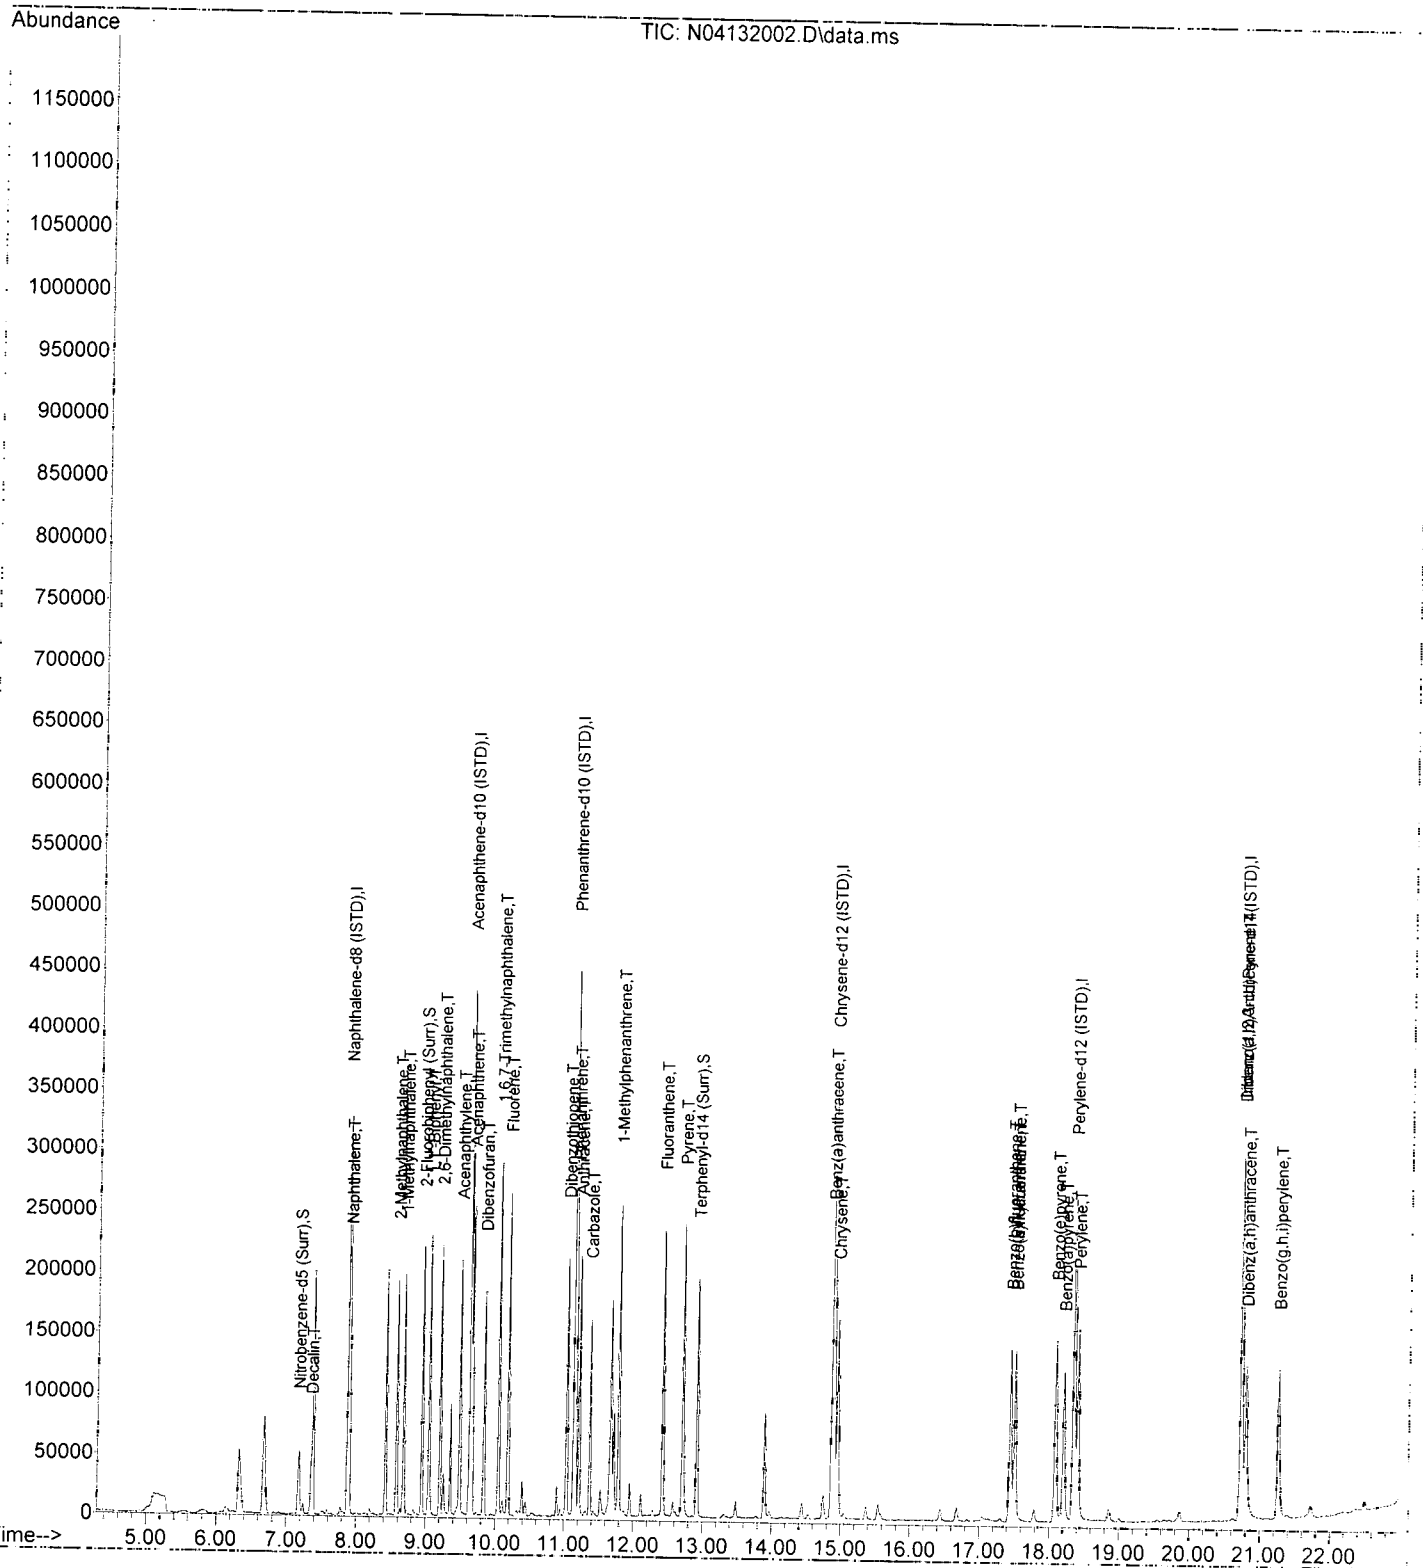 Abundance
TIC: N04132002.D\data.ms
1150000
1100000
1050000
1000000
950000
900000
850000
800000
750000
700000
650000
600000
550000
500000
450000
400000
350000
300000
250000
200000
150000
100000
50000
0
ime-->
5.00 6.00 7.00 8.00 9.00 10.00 11.00 12.00 13.00 14.00 15.00 16.00 17.00 18.00 19.00 20.00 21.00 22.00
Nitrobenzene-d5 (Surr),S
Decalin,T
Naphthalene-d8 (ISTD),I
Naphthalene,T
2-Methylnaphthalene,T
1-Methylnaphthalene,T
2-Fluorobiphenyl (Surr),S
2,6-Dimethylnaphthalene,T
Acenaphthylene,T
Acenaphthene-d10 (ISTD),I
Acenaphthene,T
Dibenzofuran,T
1,6,7-Trimethylnaphthalene,T
Fluorene,T
Dibenzothiopene,T
Phenanthrene-d10 (ISTD),I
Anthracene,T
Carbazole,T
1-Methylphenanthrene,T
Fluoranthene,T
Pyrene,T
Terphenyl-d14 (Surr),S
Chrysene-d12 (ISTD),I
Benz(a)anthracene,T
Chrysene,T
Benzo(e)pyrene,T
Benzo(a)pyrene,T
Perylene-d12 (ISTD),I
Perylene,T
Dibenz(a,h)anthracene,T
Benzo(g,h,i)perylene,T